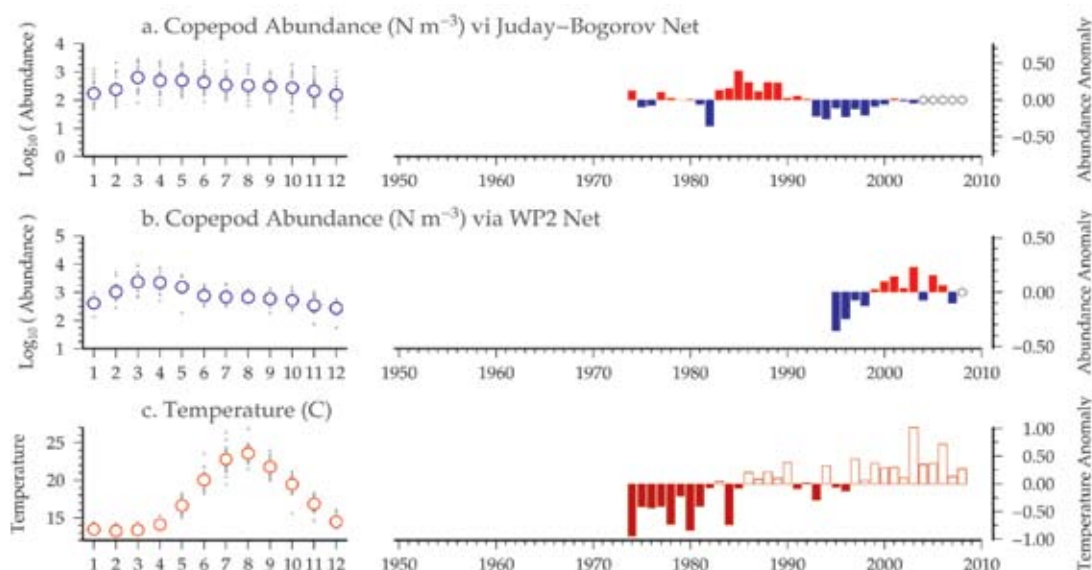 a. Copepod Abundance (N m⁻³) vi Juday–Bogorov Net
Log₁₀ ( Abundance )
4
3
2
1
0
1 2 3 4 5 6 7 8 9 10 11 12
1950 1960 1970 1980 1990 2000 2010
0.50
0.00
−0.50
Abundance Anomaly
b. Copepod Abundance (N m⁻³) via WP2 Net
Log₁₀ ( Abundance )
5
4
3
2
1
1 2 3 4 5 6 7 8 9 10 11 12
1950 1960 1970 1980 1990 2000 2010
0.50
0.00
−0.50
Abundance Anomaly
c. Temperature (C)
Temperature
25
20
15
1 2 3 4 5 6 7 8 9 10 11 12
1950 1960 1970 1980 1990 2000 2010
1.00
0.50
0.00
−0.50
−1.00
Temperature Anomaly